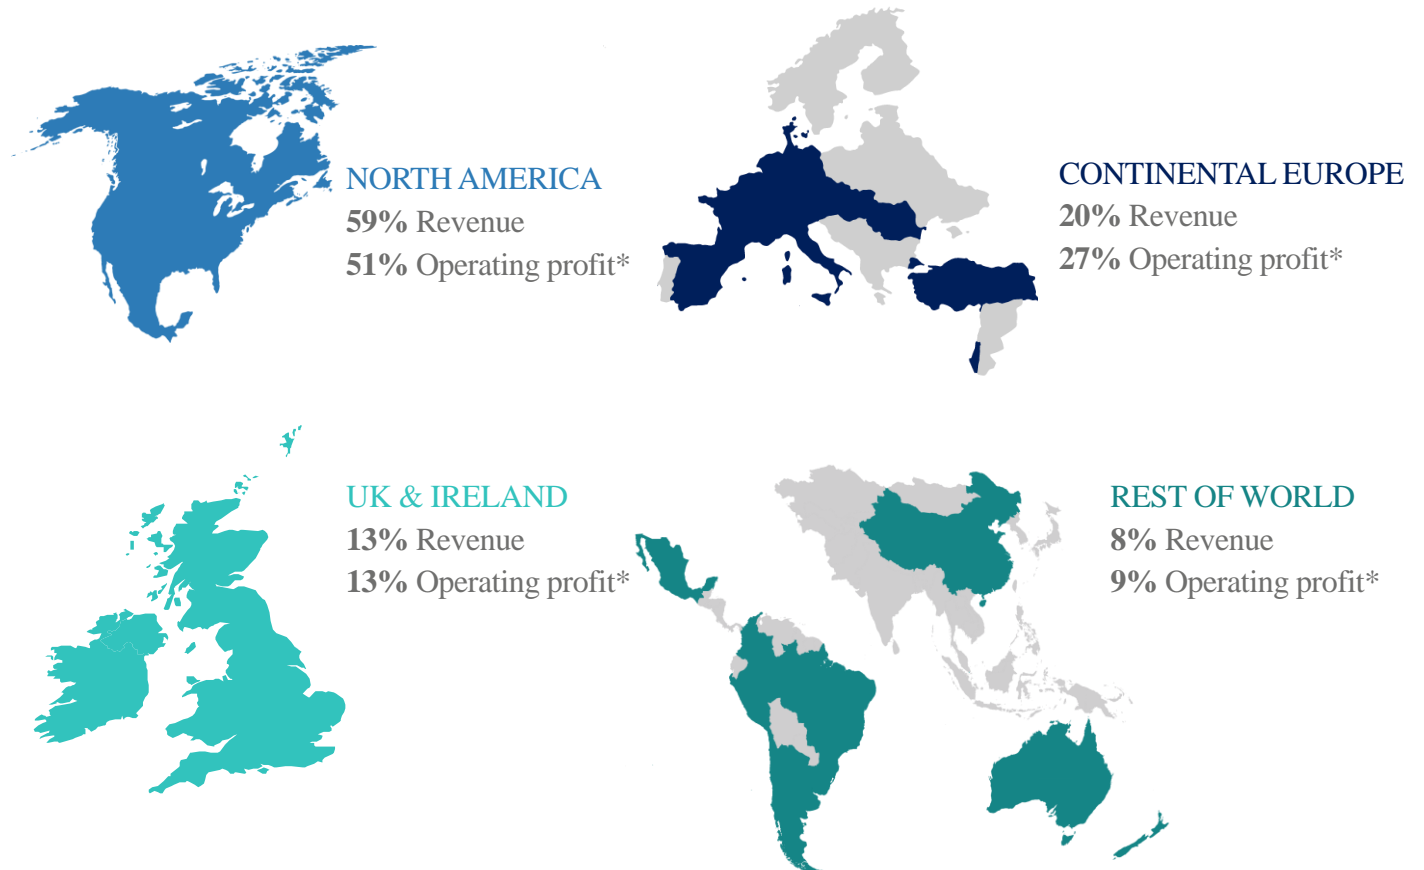 NORTH AMERICA
59% Revenue
51% Operating profit*
CONTINENTAL EUROPE
20% Revenue
27% Operating profit*
UK & IRELAND
13% Revenue
13% Operating profit*
REST OF WORLD
8% Revenue
9% Operating profit*